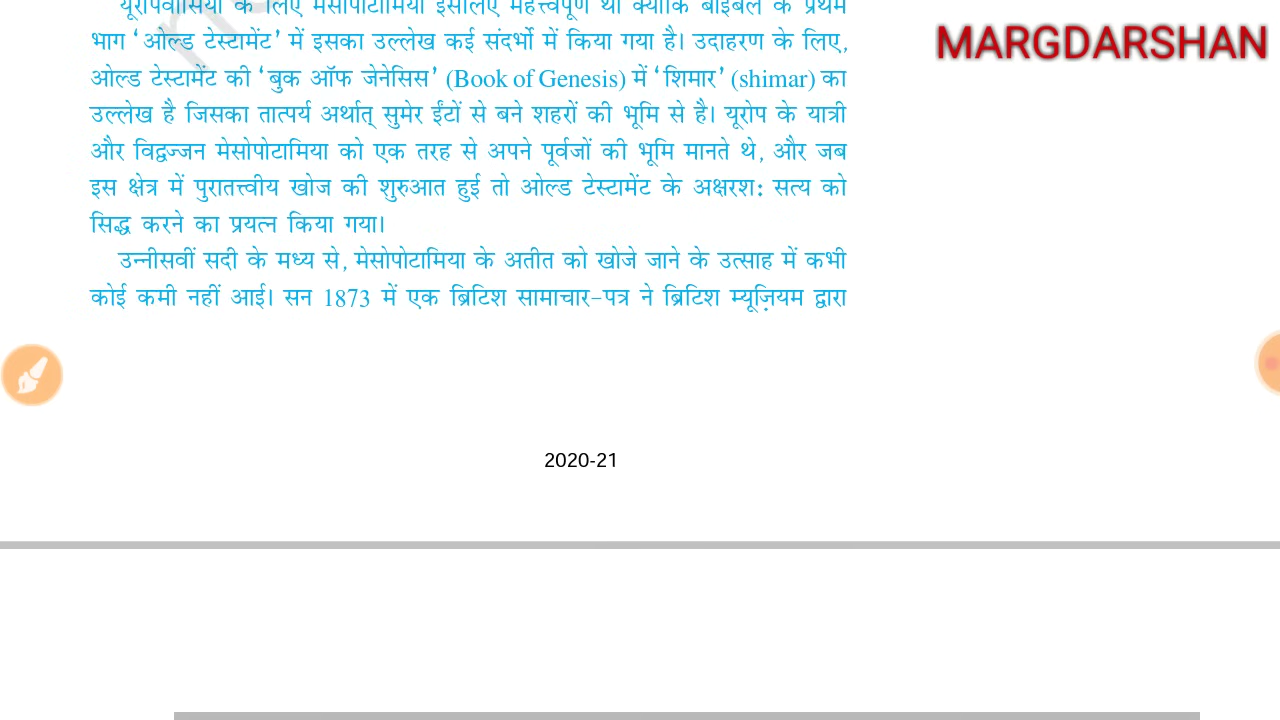 यूरोपवासियों के लिए मेसोपोटामिया इसलिए महत्त्वपूर्ण था क्योंकि बाइबल के प्रथम
MARGDARSHAN
भाग ‘ओल्ड टेस्टामेंट’ में इसका उल्लेख कई संदर्भों में किया गया है। उदाहरण के लिए,
ओल्ड टेस्टामेंट की ‘बुक ऑफ जेनेसिस’ (Book of Genesis) में ‘शिमार’ (shimar) का
उल्लेख है जिसका तात्पर्य अर्थात् सुमेर ईंटों से बने शहरों की भूमि से है। यूरोप के यात्री
और विद्वज्जन मेसोपोटामिया को एक तरह से अपने पूर्वजों की भूमि मानते थे, और जब
इस क्षेत्र में पुरातत्त्वीय खोज की शुरुआत हुई तो ओल्ड टेस्टामेंट के अक्षरशः सत्य को
सिद्ध करने का प्रयत्न किया गया।
उन्नीसवीं सदी के मध्य से, मेसोपोटामिया के अतीत को खोजे जाने के उत्साह में कभी
कोई कमी नहीं आई। सन 1873 में एक ब्रिटिश सामाचार-पत्र ने ब्रिटिश म्यूज़ियम द्वारा
2020-21